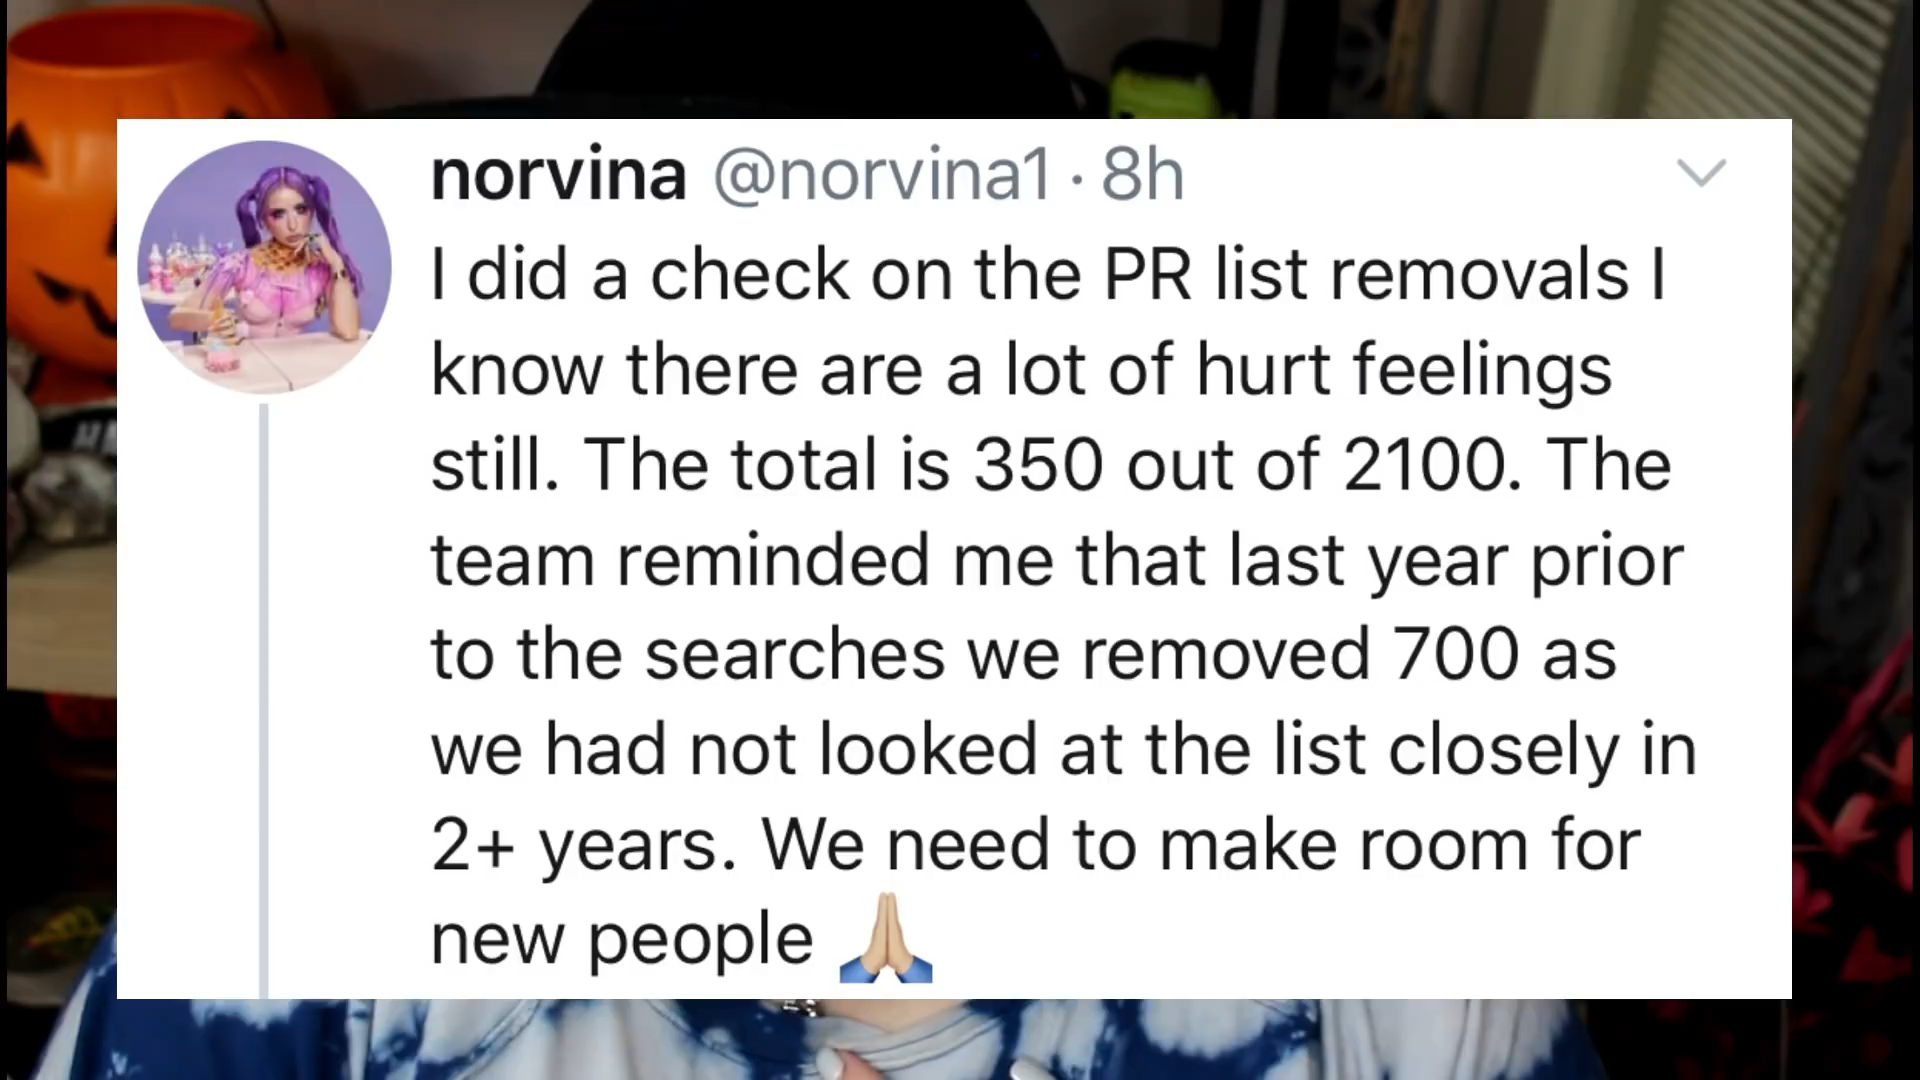 norvina @norvina1 · 8h
I did a check on the PR list removals I
know there are a lot of hurt feelings
still. The total is 350 out of 2100. The
team reminded me that last year prior
to the searches we removed 700 as
we had not looked at the list closely in
2+ years. We need to make room for
new people 🙏🏼